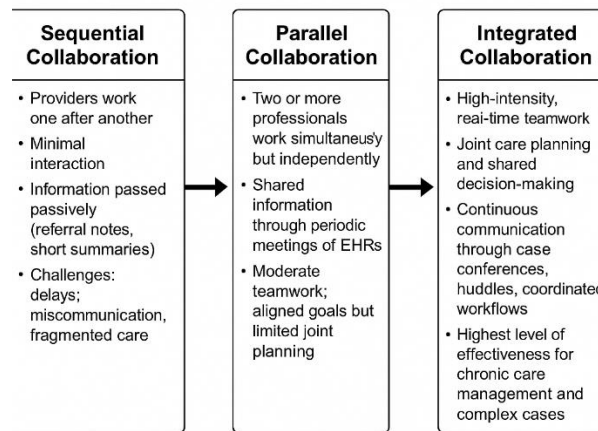 Sequential
Collaboration
• Providers work
one after another
• Minimal
interaction
• Information passed
passively
(referral notes,
short summaries)
• Challenges:
delays;
miscommunication,
fragmented care
Parallel
Collaboration
• Two or more
professionals
work simultaneusly
but independently
• Shared
information
through periodic
meetings of EHRs
• Moderate
teamwork;
aligned goals but
limited joint
planning
Integrated
Collaboration
• High-intensity,
reai-time teamwork
• Joint care planning
and shared
decision-making
• Continuous
communication
through case
conferences,
huddles, coordinated
workflows
• Highest level of
effectiveness for
chronic care
management and
complex cases